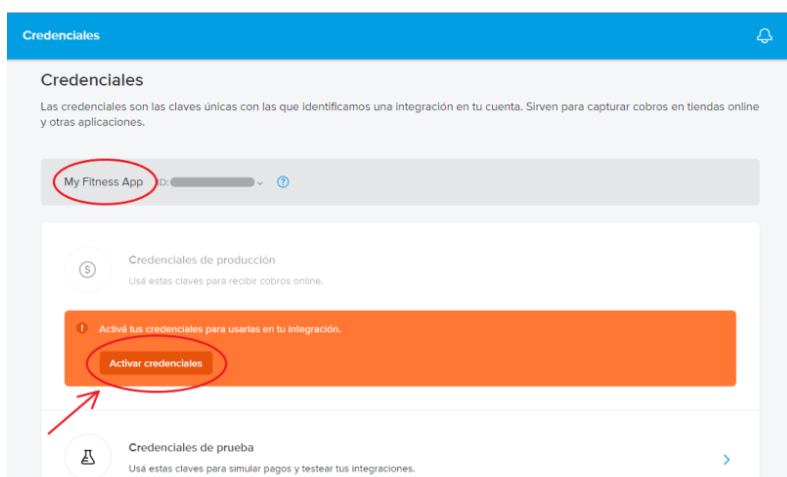 Credenciales
Credenciales
Las credenciales son las claves únicas con las que identificamos una integración en tu cuenta. Sirven para capturar cobros en tiendas online
y otras aplicaciones.
My Fitness App ID:
Credenciales de producción
Usá estas claves para recibir cobros online.
Activá tus credenciales para usarlas en tu integración.
Activar credenciales
Credenciales de prueba
Usá estas claves para simular pagos y testear tus integraciones.